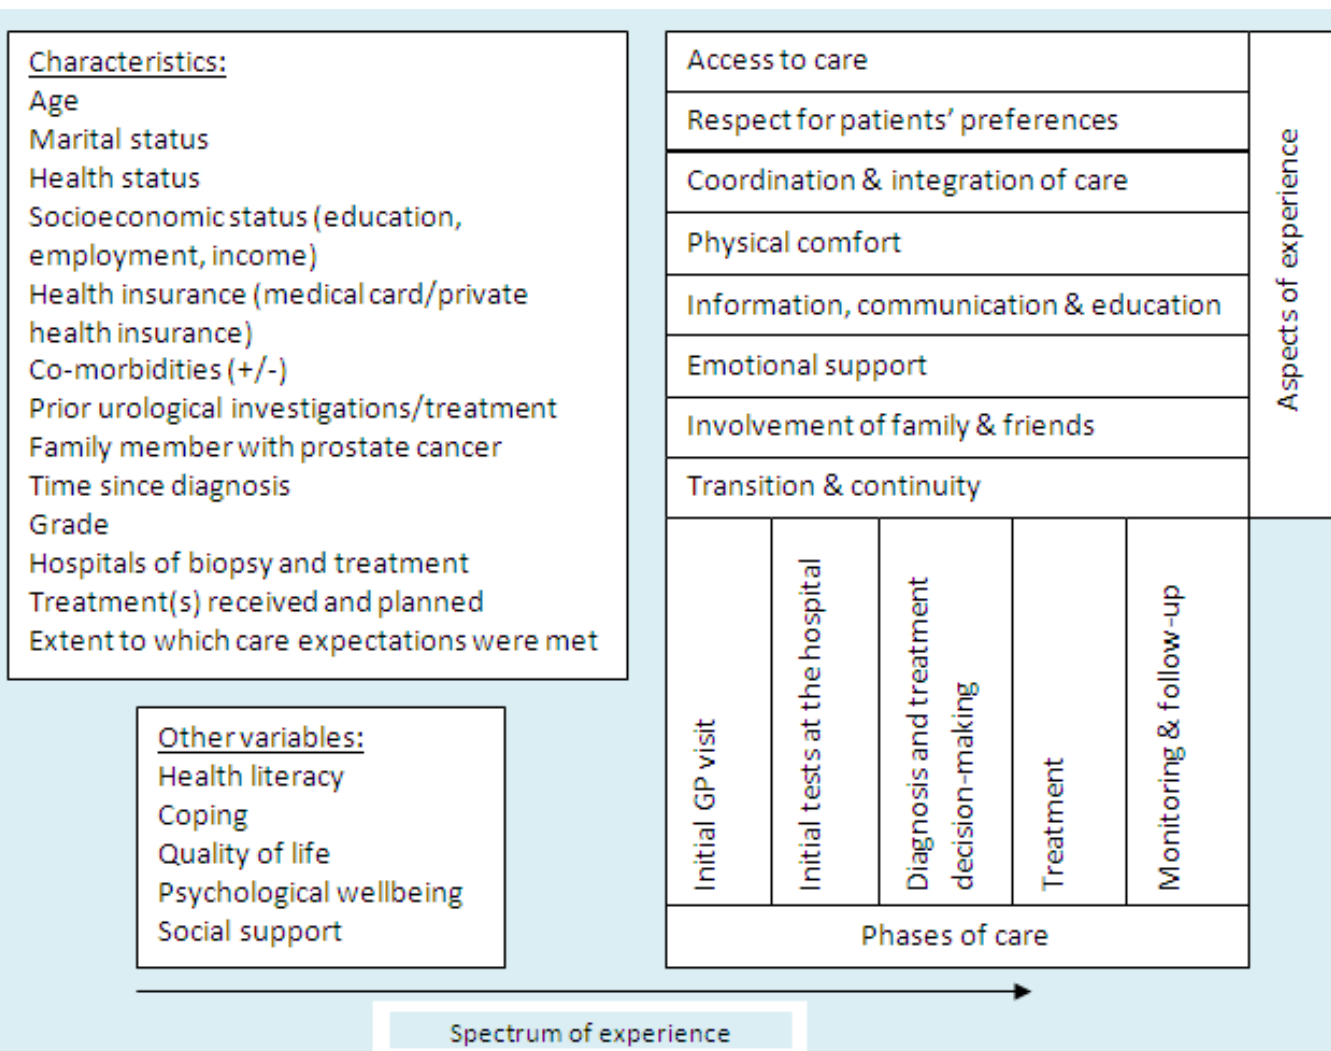 Characteristics:
Age
Marital status
Health status
Socioeconomic status (education,
employment, income)
Health insurance (medical card/private
health insurance)
Co-morbidities (+/-)
Prior urological investigations/treatment
Family member with prostate cancer
Time since diagnosis
Grade
Hospitals of biopsy and treatment
Treatment(s) received and planned
Extent to which care expectations were met
Other variables:
Health literacy
Coping
Quality of life
Psychological wellbeing
Social support
Access to care
Respect for patients’ preferences
Coordination & integration of care
Physical comfort
Information, communication & education
Emotional support
Involvement of family & friends
Transition & continuity
Aspects of experience
Initial GP visit
Initial tests at the hospital
Diagnosis and treatment
decision-making
Treatment
Monitoring & follow-up
Phases of care
Spectrum of experience